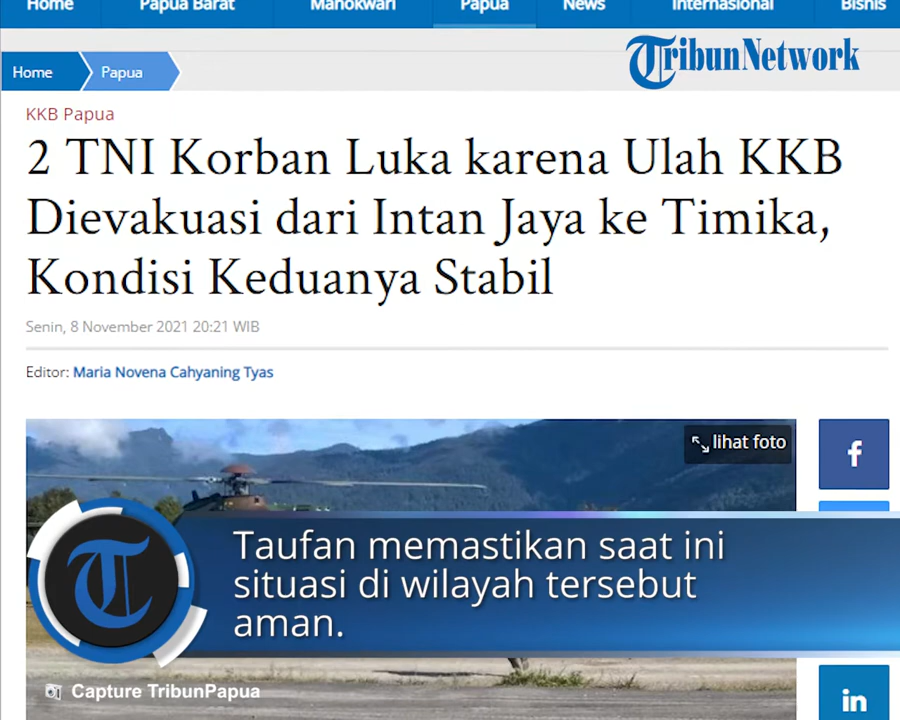 Home Papua Barat Manokwari Papua News Internasional Bisnis
Home Papua
TribunNetwork
KKB Papua
2 TNI Korban Luka karena Ulah KKB
Dievakuasi dari Intan Jaya ke Timika,
Kondisi Keduanya Stabil
Senin, 8 November 2021 20:21 WIB
Editor: Maria Novena Cahyaning Tyas
lihat foto
f
Taufan memastikan saat ini
situasi di wilayah tersebut
aman.
T
Capture TribunPapua
in